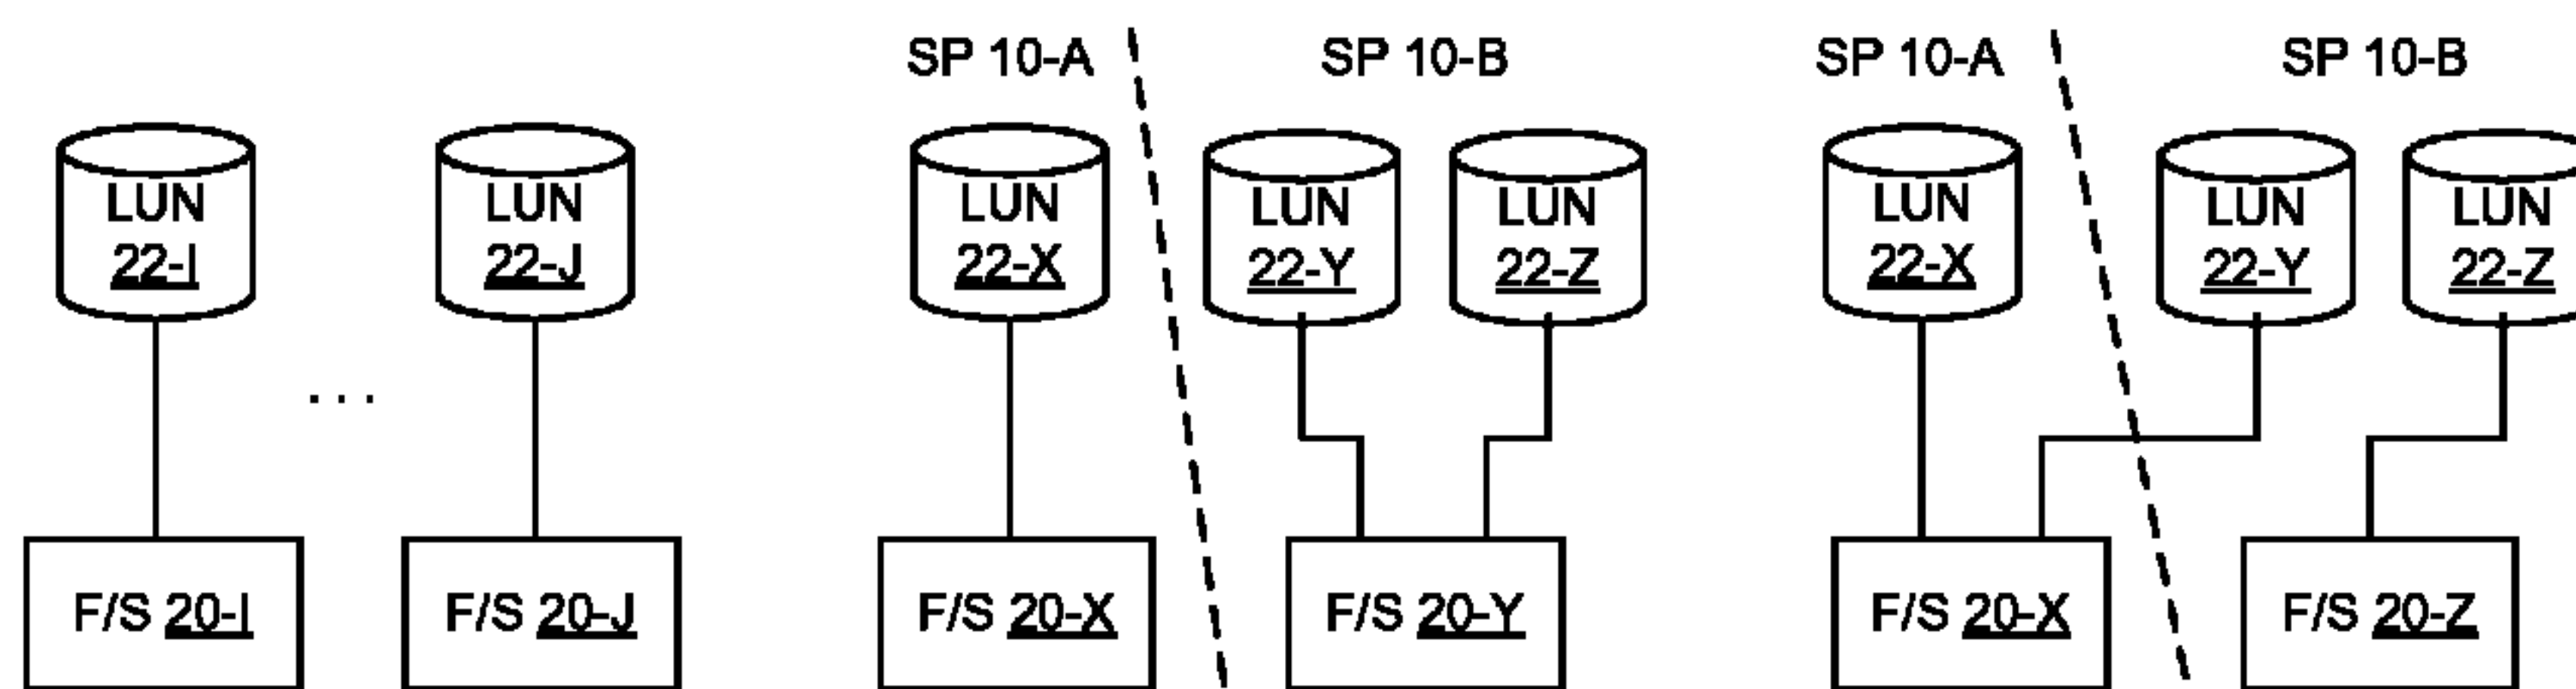 SP 10-A SP 10-B SP 10-A SP 10-B
LUN LUN LUN LUN LUN LUN LUN LUN
22-I 22-J 22-X 22-Y 22-Z 22-X 22-Y 22-Z
. . .
F/S 20-I F/S 20-J F/S 20-X F/S 20-Y F/S 20-X F/S 20-Z